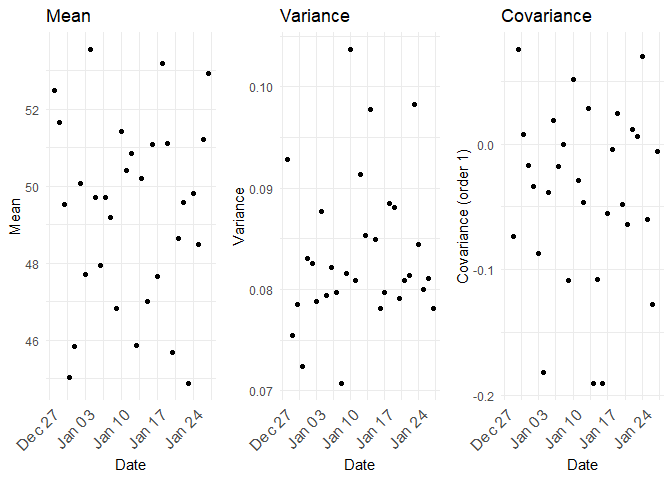 Mean
Mean
52
50
48
46
Dec 27
Jan 03
Jan 10
Jan 17
Jan 24
Date
Variance
Variance
0.10
0.09
0.08
0.07
Dec 27
Jan 03
Jan 10
Jan 17
Jan 24
Date
Covariance
Covariance (order 1)
0.0
-0.1
-0.2
Dec 27
Jan 03
Jan 10
Jan 17
Jan 24
Date